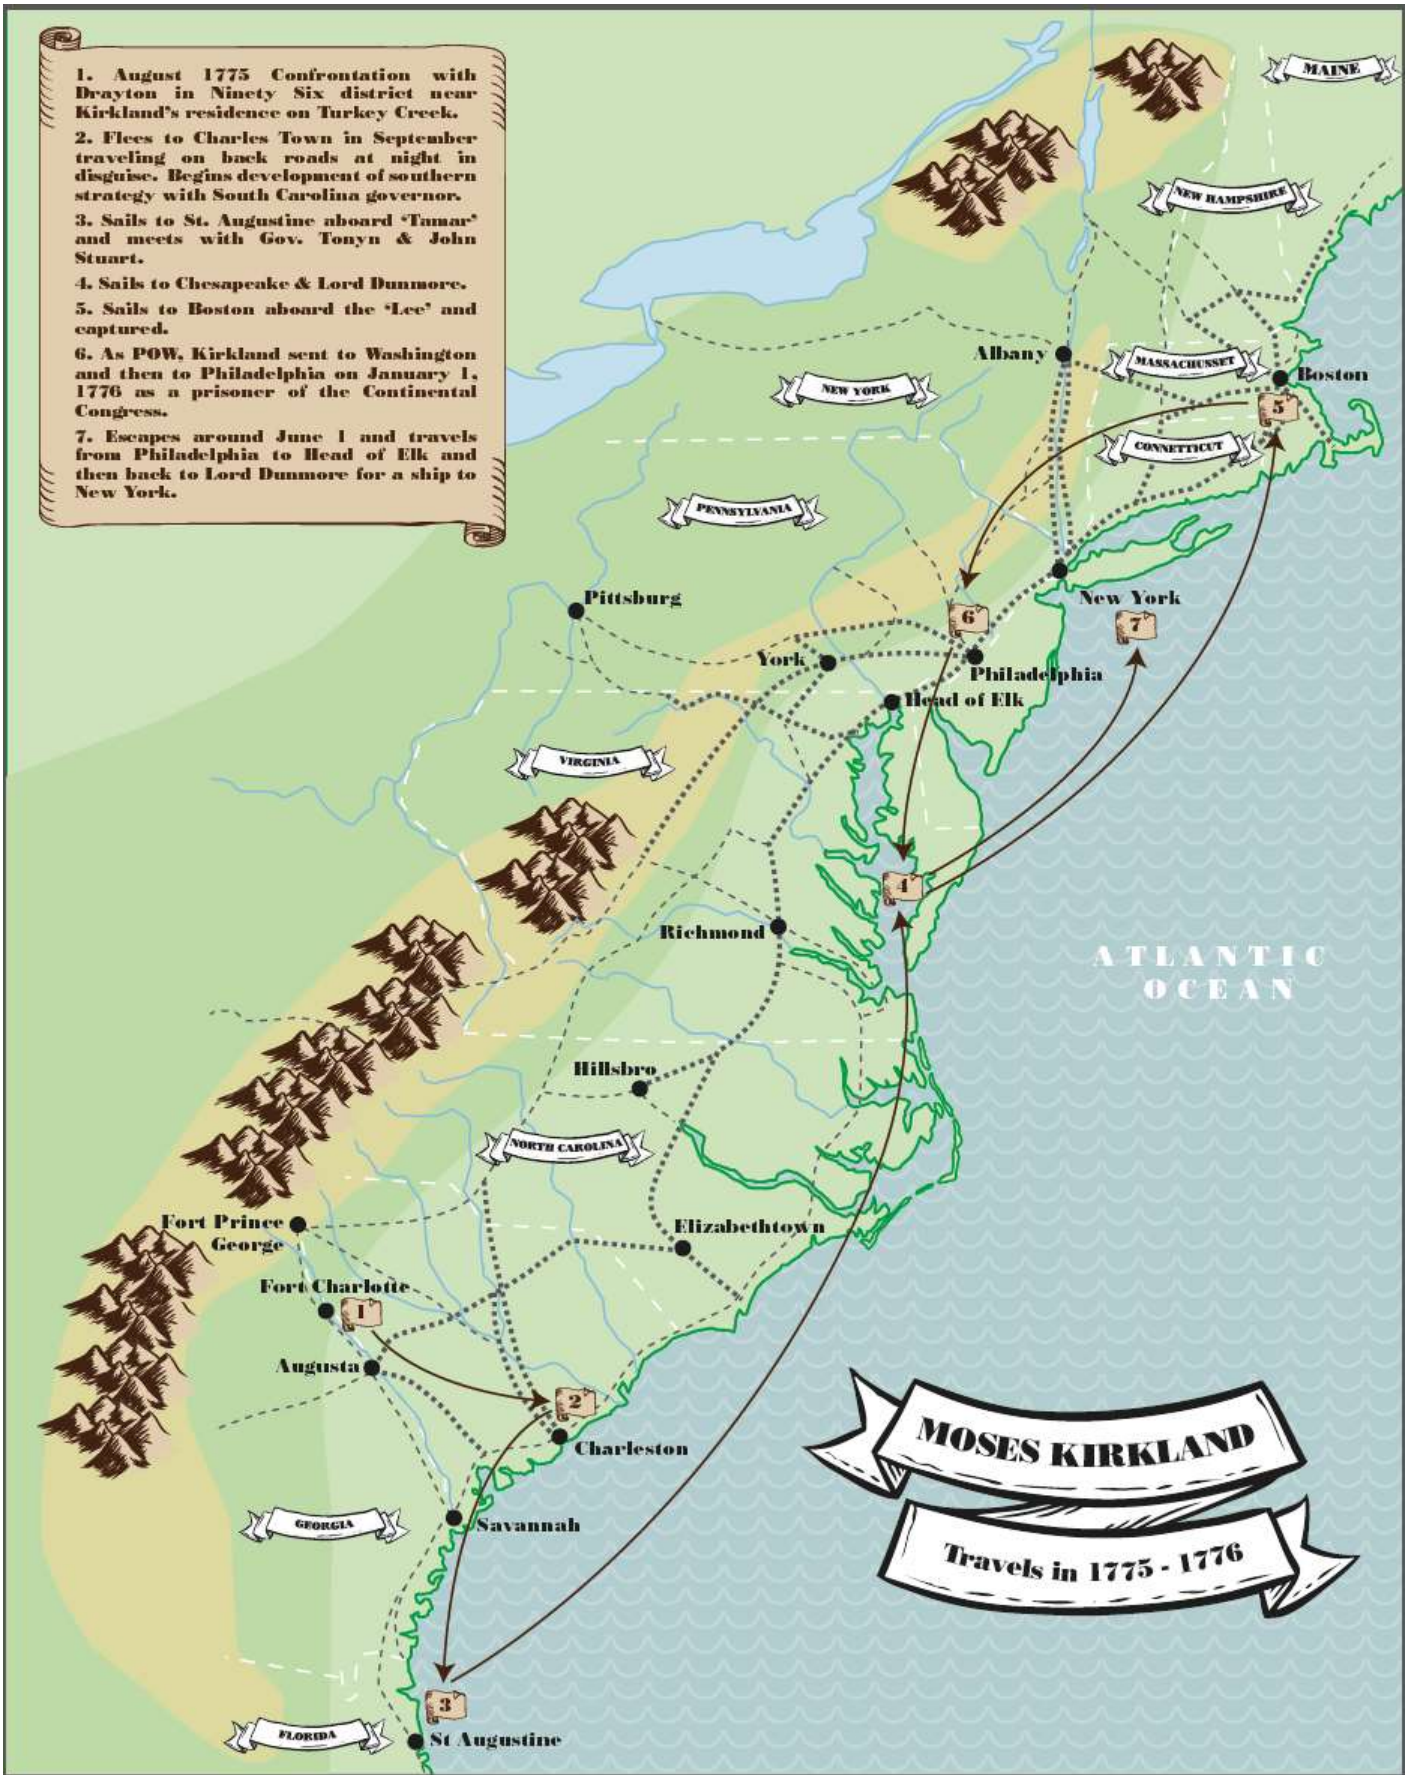 1. August 1775 Confrontation with
Drayton in Ninety Six district near
Kirkland's residence on Turkey Creek.
2. Flees to Charles Town in September
traveling on back roads at night in
disguise. Begins development of southern
strategy with South Carolina governor.
3. Sails to St. Augustine aboard 'Tamar'
and meets with Gov. Tonyn & John
Stuart.
4. Sails to Chesapeake & Lord Dunmore.
5. Sails to Boston aboard the 'Lee' and
captured.
6. As POW, Kirkland sent to Washington
and then to Philadelphia on January 1,
1776 as a prisoner of the Continental
Congress.
7. Escapes around June 1 and travels
from Philadelphia to Head of Elk and
then back to Lord Dunmore for a ship to
New York.
MAINE
NEW HAMPSHIRE
Albany
MASSACHUSSET
Boston
NEW YORK
5
CONNETTICUT
PENNSYLVANIA
Pittsburg
New York
6
7
York
Philadelphia
Head of Elk
VIRGINIA
4
Richmond
ATLANTIC
OCEAN
Hillsbro
NORTH CAROLINA
Fort Prince
George
Elizabethtown
Fort Charlotte
1
Augusta
2
Charleston
MOSES KIRKLAND
Travels in 1775 - 1776
GEORGIA
Savannah
3
FLORIDA
St Augustine